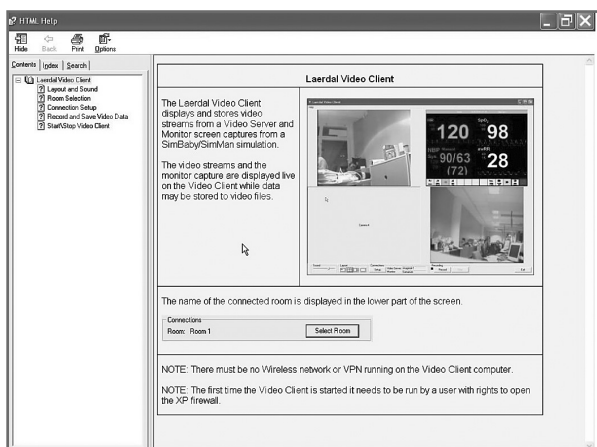 HTML Help
Hide Back Print Options
Contents Index Search
Laerdal Video Client
Layout and Sound
Room Selection
Connection Setup
Record and Save Video Data
Start\Stop Video Client
Laerdal Video Client
The Laerdal Video Client
displays and stores video
streams from a Video Server and
Monitor screen captures from a
SimBaby/SimMan simulation.
The video streams and the
monitor capture are displayed live
on the Video Client while data
may be stored to video files.
120 98
90/63
(72) 28
The name of the connected room is displayed in the lower part of the screen.
Connections
Room: Room 1 Select Room
NOTE: There must be no Wireless network or VPN running on the Video Client computer.
NOTE: The first time the Video Client is started it needs to be run by a user with rights to open
the XP firewall.